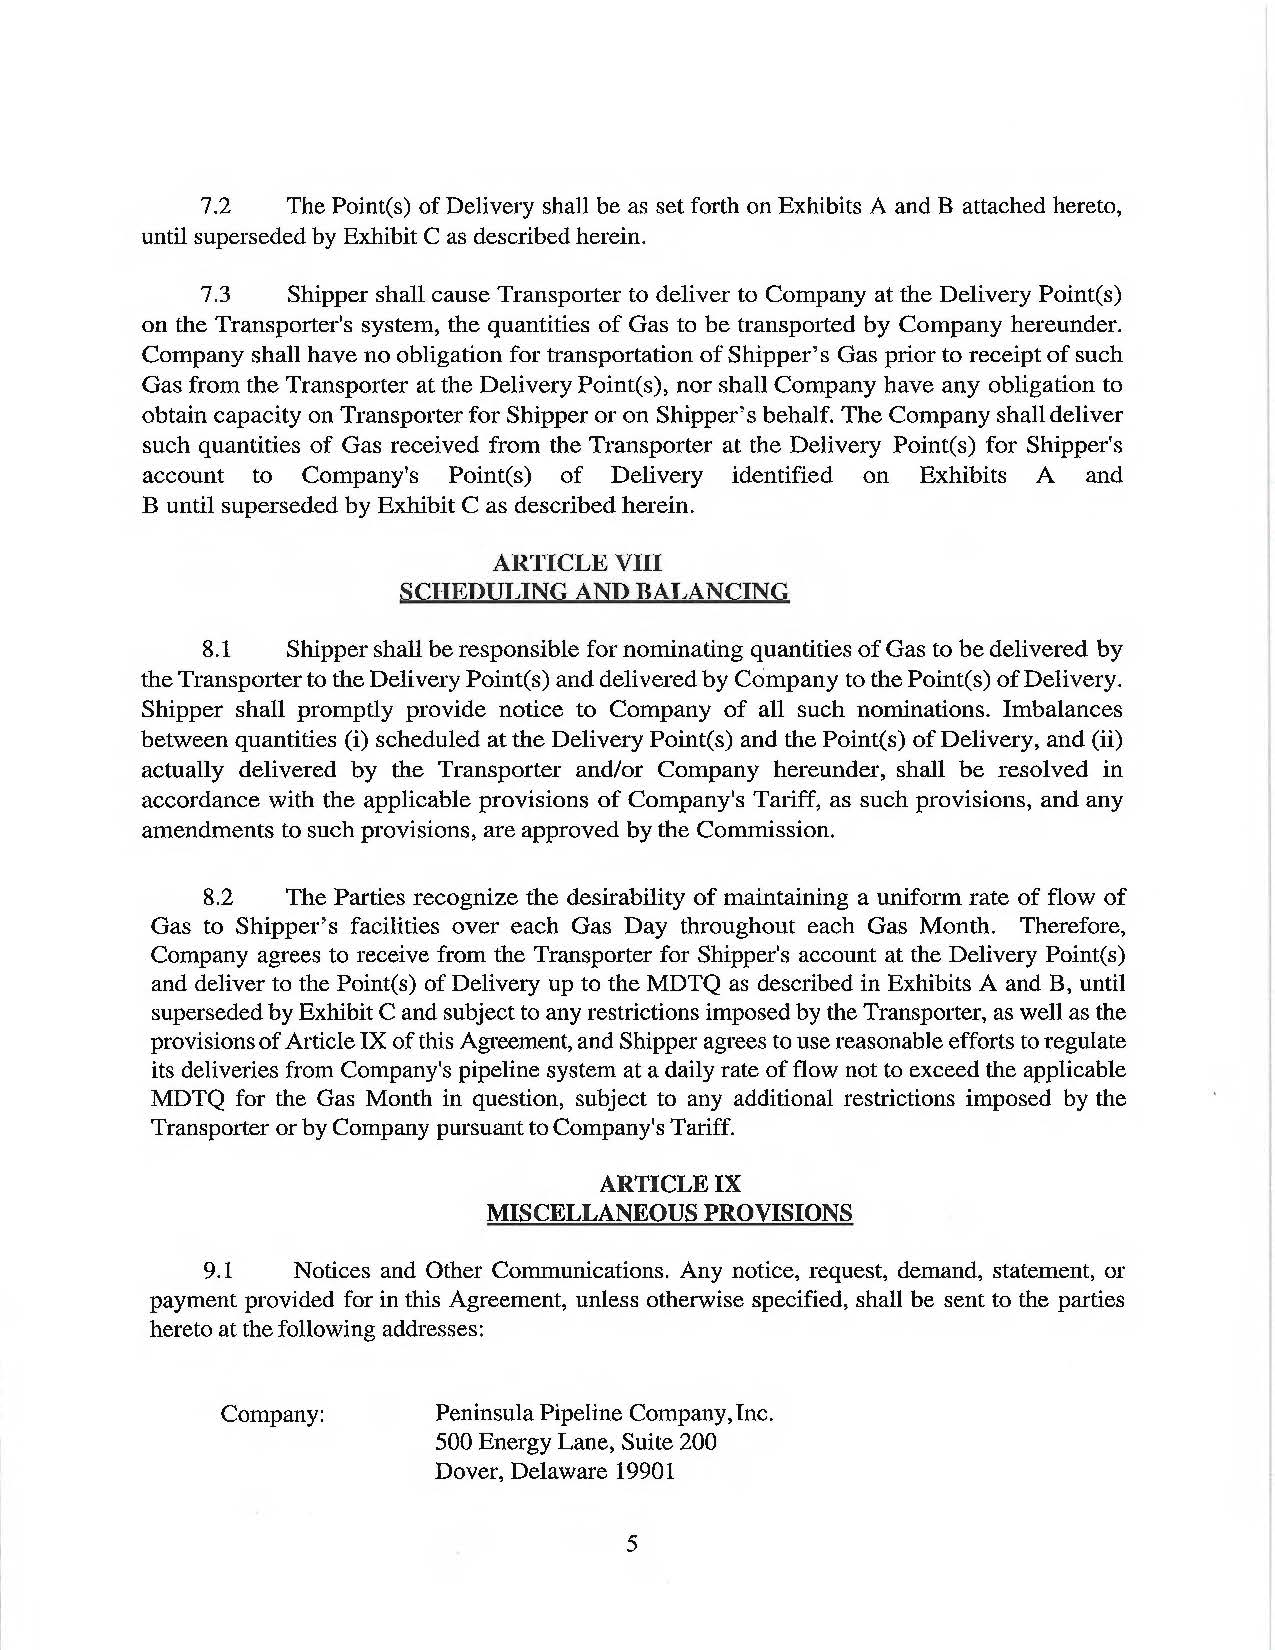 7.2 The Point(s) of Delivery shall be as set forth on Exhibits A and B attached hereto,
until superseded by Exhibit C as described herein.
7.3 Shipper shall cause Transporter to deliver to Company at the Delivery Point(s)
on the Transporter's system, the quantities of Gas to be transported by Company hereunder.
Company shall have no obligation for transportation of Shipper’s Gas prior to receipt of such
Gas from the Transporter at the Delivery Point(s), nor shall Company have any obligation to
obtain capacity on Transporter for Shipper or on Shipper’s behalf. The Company shall deliver
such quantities of Gas received from the Transporter at the Delivery Point(s) for Shipper's
account to Company's Point(s) of Delivery identified on Exhibits A and
B until superseded by Exhibit C as described herein.
ARTICLE VIII
SCHEDULING AND BALANCING
8.1 Shipper shall be responsible for nominating quantities of Gas to be delivered by
the Transporter to the Delivery Point(s) and delivered by Company to the Point(s) of Delivery.
Shipper shall promptly provide notice to Company of all such nominations. Imbalances
between quantities (i) scheduled at the Delivery Point(s) and the Point(s) of Delivery, and (ii)
actually delivered by the Transporter and/or Company hereunder, shall be resolved in
accordance with the applicable provisions of Company's Tariff, as such provisions, and any
amendments to such provisions, are approved by the Commission.
8.2 The Parties recognize the desirability of maintaining a uniform rate of flow of
Gas to Shipper’s facilities over each Gas Day throughout each Gas Month. Therefore,
Company agrees to receive from the Transporter for Shipper's account at the Delivery Point(s)
and deliver to the Point(s) of Delivery up to the MDTQ as described in Exhibits A and B, until
superseded by Exhibit C and subject to any restrictions imposed by the Transporter, as well as the
provisions of Article IX of this Agreement, and Shipper agrees to use reasonable efforts to regulate
its deliveries from Company's pipeline system at a daily rate of flow not to exceed the applicable
MDTQ for the Gas Month in question, subject to any additional restrictions imposed by the
Transporter or by Company pursuant to Company's Tariff.
ARTICLE IX
MISCELLANEOUS PROVISIONS
9.1 Notices and Other Communications. Any notice, request, demand, statement, or
payment provided for in this Agreement, unless otherwise specified, shall be sent to the parties
hereto at the following addresses:
Company: Peninsula Pipeline Company, Inc.
500 Energy Lane, Suite 200
Dover, Delaware 19901
5